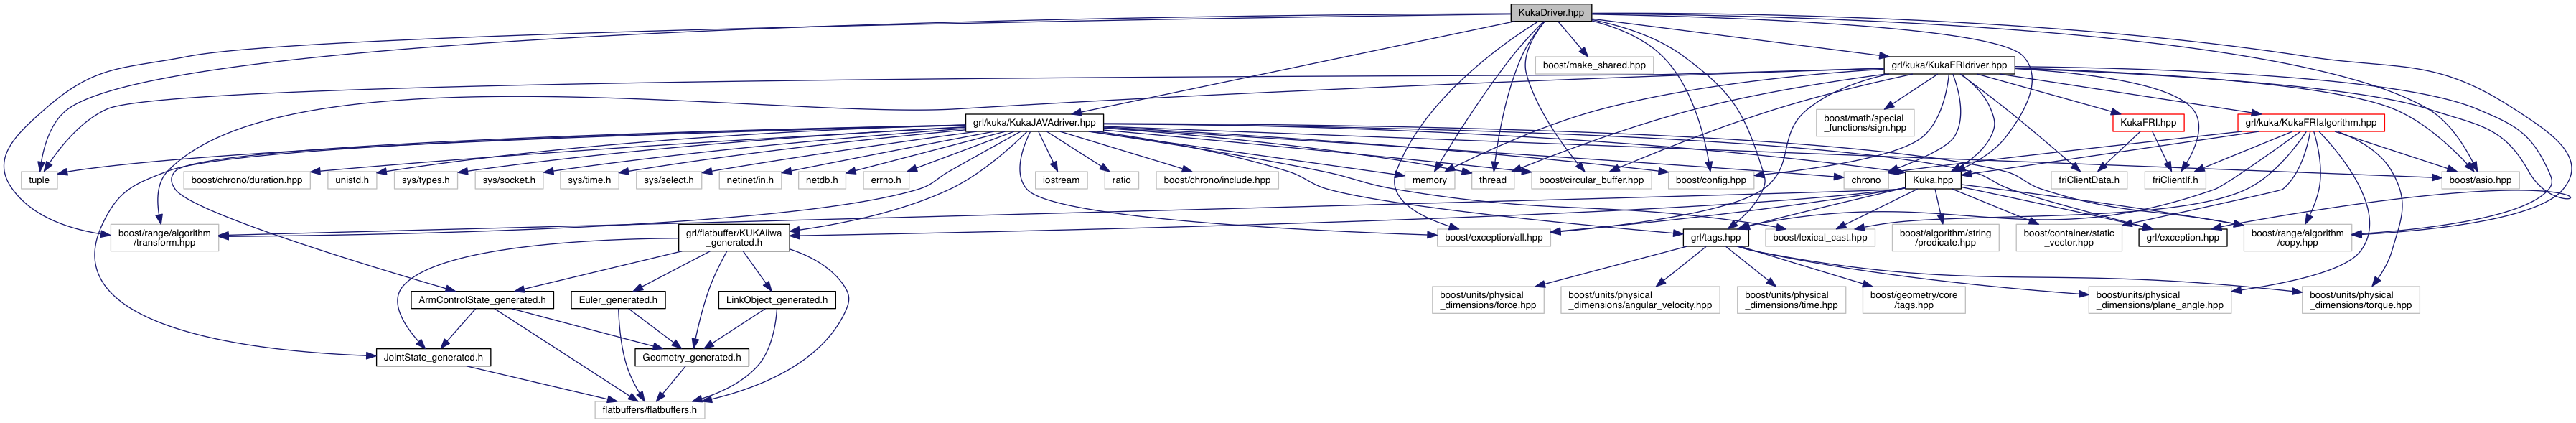 KukaDriver.hpp
boost/make_shared.hpp
grl/kuka/KukaFRIdriver.hpp
grl/kuka/KukaJAVAdriver.hpp
boost/math/special
_functions/sign.hpp
KukaFRI.hpp
grl/kuka/KukaFRIalgorithm.hpp
tuple
boost/chrono/duration.hpp
unistd.h
sys/types.h
sys/socket.h
sys/time.h
sys/select.h
netinet/in.h
netdb.h
errno.h
iostream
ratio
boost/chrono/include.hpp
memory
thread
boost/circular_buffer.hpp
boost/config.hpp
chrono
Kuka.hpp
friClientData.h
friClientIf.h
boost/asio.hpp
boost/range/algorithm
/transform.hpp
grl/flatbuffer/KUKAiiwa
_generated.h
boost/exception/all.hpp
grl/tags.hpp
boost/lexical_cast.hpp
boost/algorithm/string
/predicate.hpp
boost/container/static
_vector.hpp
grl/exception.hpp
boost/range/algorithm
/copy.hpp
ArmControlState_generated.h
Euler_generated.h
LinkObject_generated.h
boost/units/physical
_dimensions/force.hpp
boost/units/physical
_dimensions/angular_velocity.hpp
boost/units/physical
_dimensions/time.hpp
boost/geometry/core
/tags.hpp
boost/units/physical
_dimensions/plane_angle.hpp
boost/units/physical
_dimensions/torque.hpp
JointState_generated.h
Geometry_generated.h
flatbuffers/flatbuffers.h